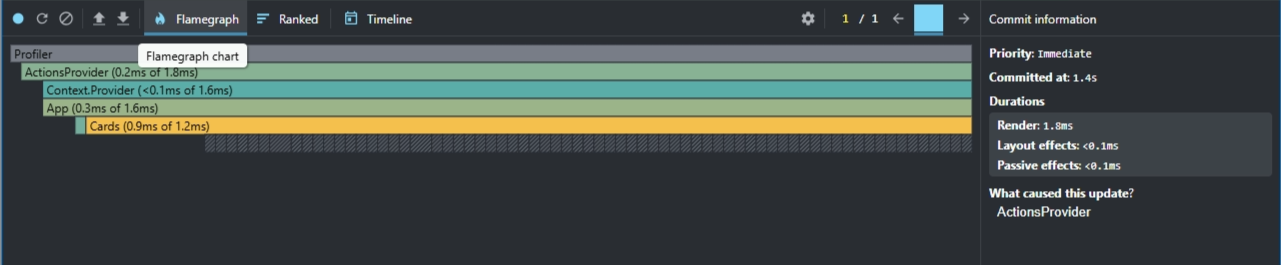 Flamegraph Ranked Timeline 1 / 1 Commit information
Profiler
Flamegraph chart
ActionsProvider (0.2ms of 1.8ms)
Context.Provider (<0.1ms of 1.6ms)
App (0.3ms of 1.6ms)
Cards (0.9ms of 1.2ms)
Priority: Immediate
Committed at: 1.4s
Durations
Render: 1.8ms
Layout effects: <0.1ms
Passive effects: <0.1ms
What caused this update?
ActionsProvider